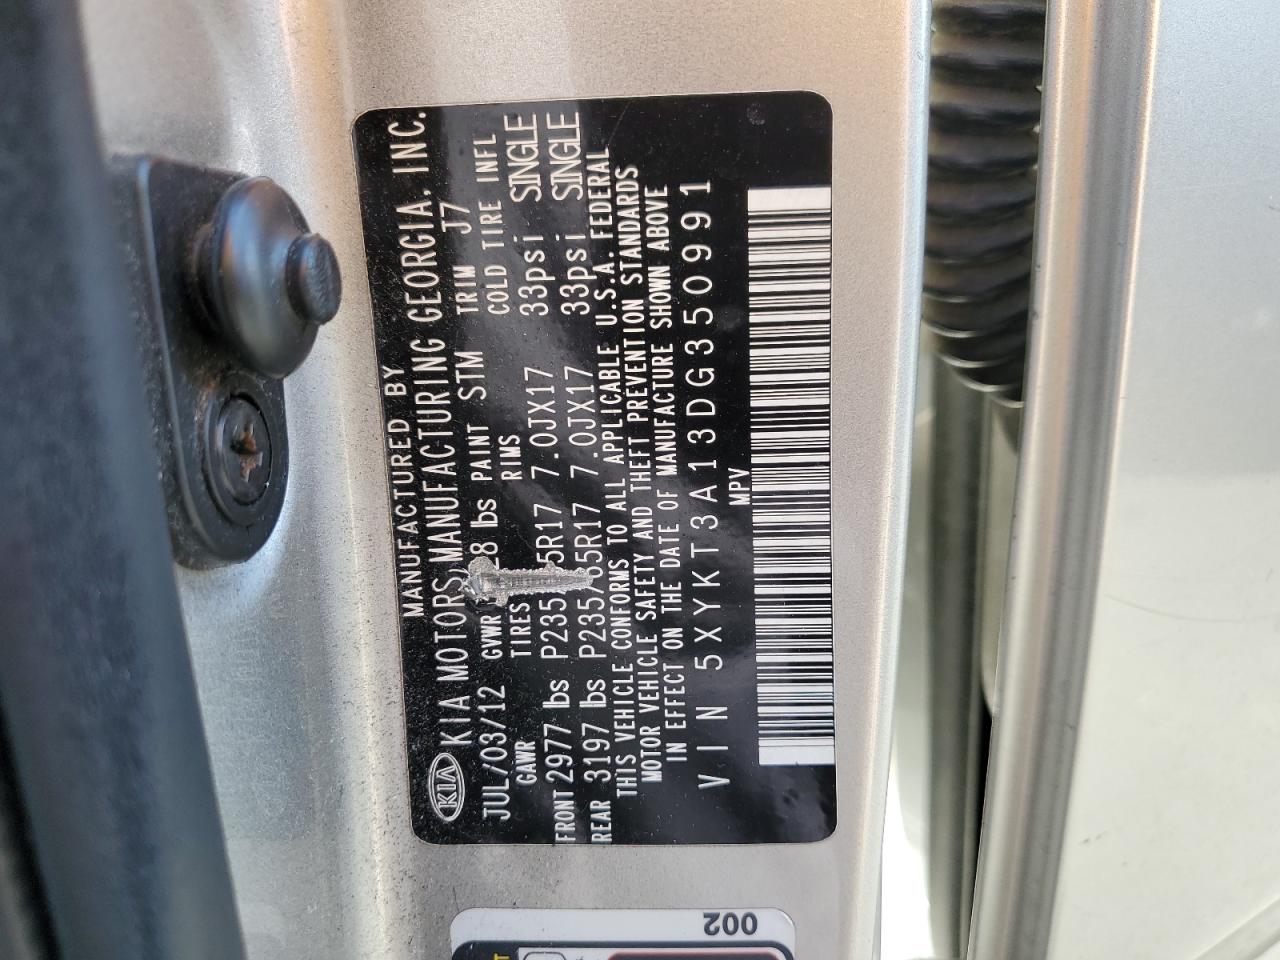 MANUFACTURED BY
KIA KIA MOTORS MANUFACTURING GEORGIA, INC.
JUL/03/12 GVWR 28 lbs PAINT STM TRIM J7
GAWR TIRES RIMS COLD TIRE INFL
FRONT 2977 lbs P235/ 5R17 7.0JX17 33psi SINGLE
REAR 3197 lbs P235/65R17 7.0JX17 33psi SINGLE
THIS VEHICLE CONFORMS TO ALL APPLICABLE U.S.A. FEDERAL
MOTOR VEHICLE SAFETY AND THEFT PREVENTION STANDARDS
IN EFFECT ON THE DATE OF MANUFACTURE SHOWN ABOVE
VIN 5XYKT3A13DG350991
MPV
002